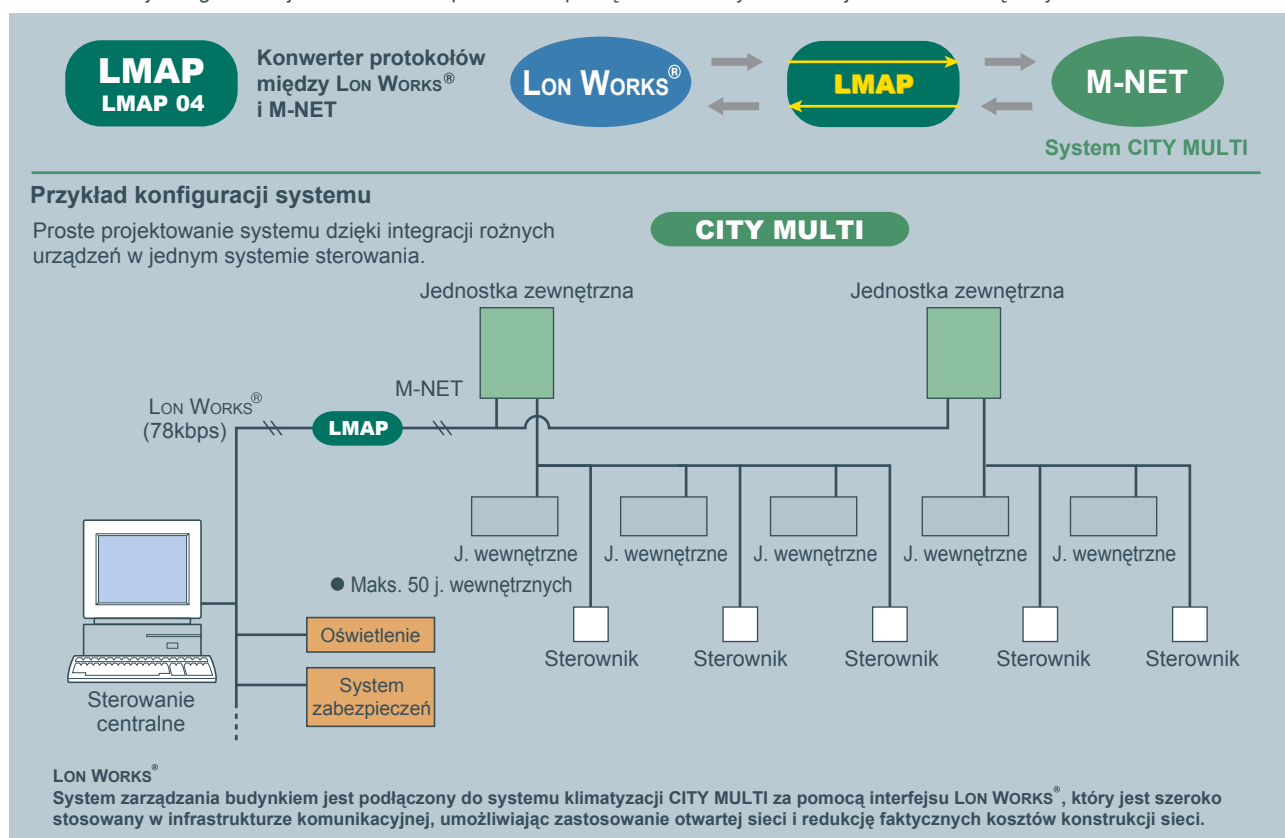 LMAP
LMAP 04
Konwerter protokołów
między LON WORKS®
i M-NET
LON WORKS®
LMAP
M-NET
System CITY MULTI
Przykład konfiguracji systemu
Proste projektowanie systemu dzięki integracji rożnych
urządzeń w jednym systemie sterowania.
CITY MULTI
Jednostka zewnętrzna
Jednostka zewnętrzna
M-NET
LON WORKS®
(78kbps)
LMAP
J. wewnętrzne
J. wewnętrzne
J. wewnętrzne
J. wewnętrzne
J. wewnętrzne
● Maks. 50 j. wewnętrznych
Oświetlenie
System
zabezpieczeń
Sterowanie
centralne
Sterownik
Sterownik
Sterownik
Sterownik
Sterownik
LON WORKS®
System zarządzania budynkiem jest podłączony do systemu klimatyzacji CITY MULTI za pomocą interfejsu LON WORKS®, który jest szeroko
stosowany w infrastrukturze komunikacyjnej, umożliwiając zastosowanie otwartej sieci i redukcję faktycznych kosztów konstrukcji sieci.